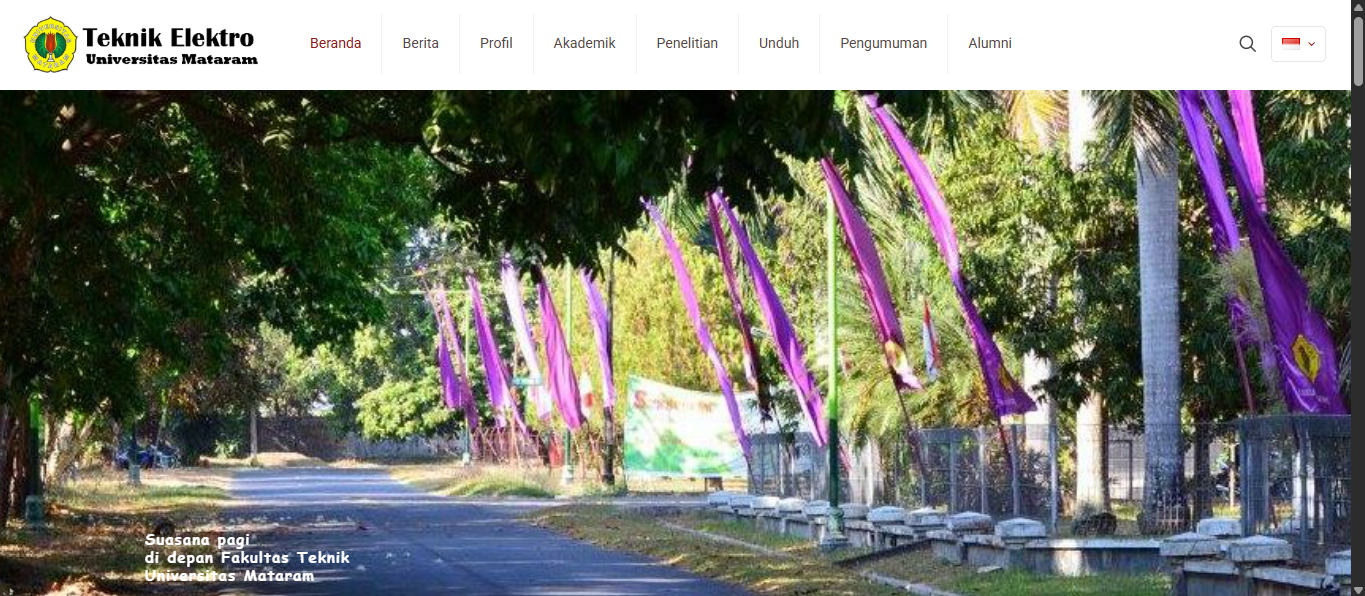 Teknik Elektro
Universitas Mataram
Beranda
Berita
Profil
Akademik
Penelitian
Unduh
Pengumuman
Alumni
Suasana pagi
di depan Fakultas Teknik
Universitas Mataram